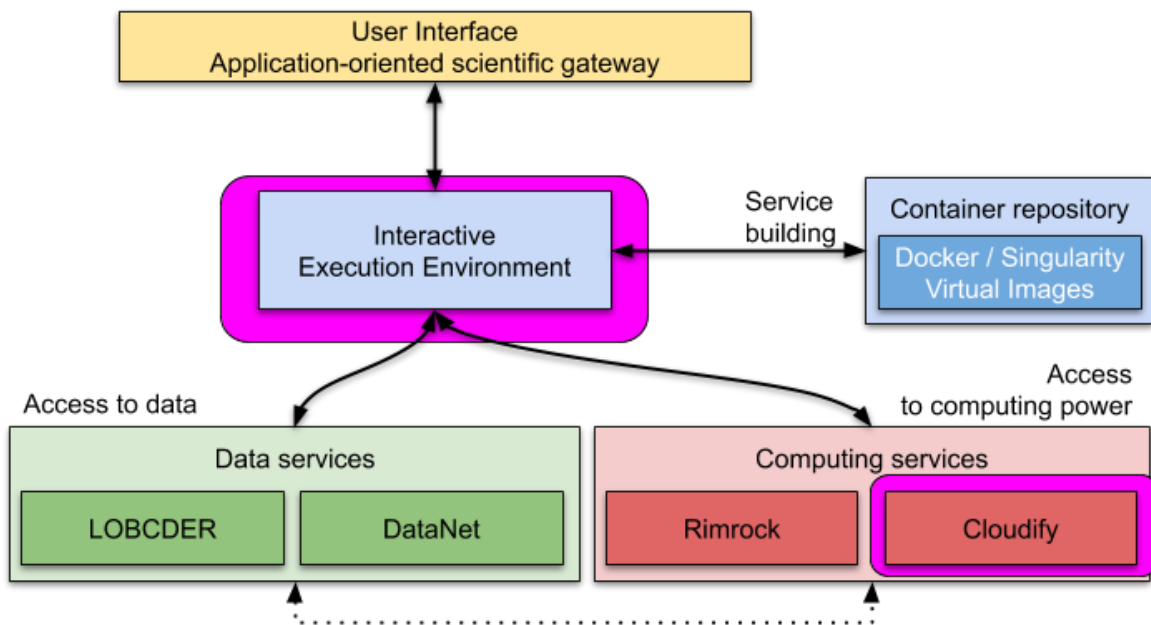 User Interface
Application-oriented scientific gateway
Interactive
Execution Environment
Service
building
Container repository
Docker / Singularity
Virtual Images
Access to data
Access
to computing power
Data services
LOBCDER
DataNet
Computing services
Rimrock
Cloudify